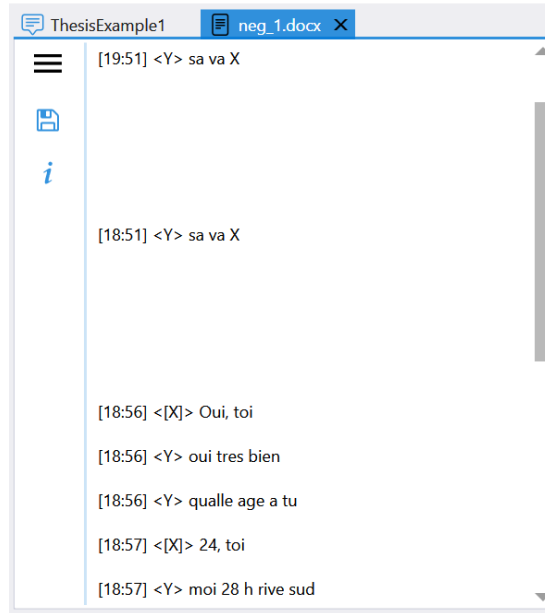 ThesisExample1
neg_1.docx X
[19:51] <Y> sa va X
[18:51] <Y> sa va X
[18:56] <[X]> Oui, toi
[18:56] <Y> oui tres bien
[18:56] <Y> qualle age a tu
[18:57] <[X]> 24, toi
[18:57] <Y> moi 28 h rive sud